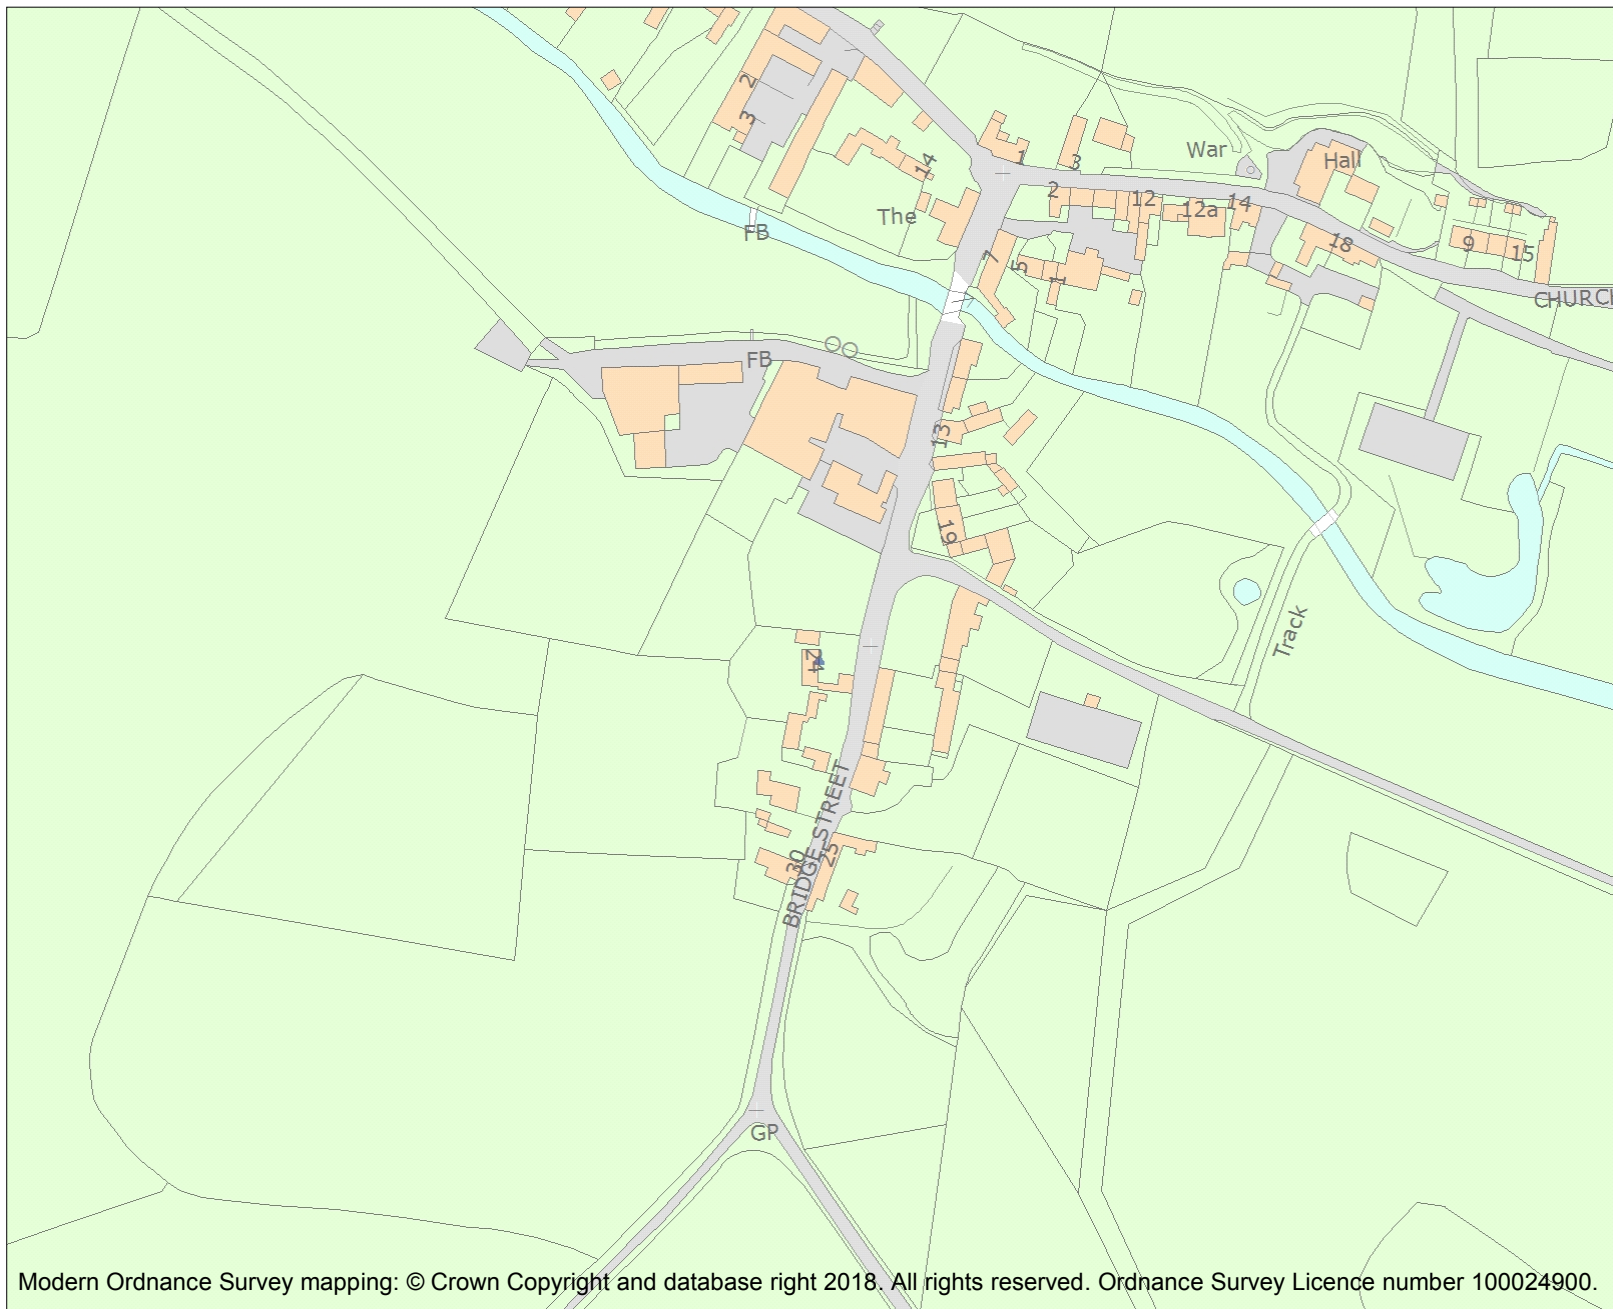 2
3
14
1
3
War
Hall
2
12
12a
14
The
FB
7
5
1
18
9
15
CHURCH
FB
13
19
Track
24
BRIDGE STREET
30
25
GP
Modern Ordnance Survey mapping: © Crown Copyright and database right 2018. All rights reserved. Ordnance Survey Licence number 100024900.